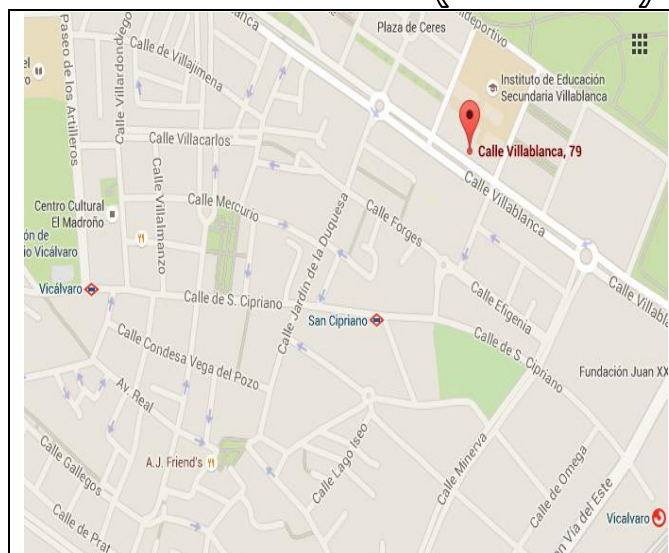 Plaza de Ceres
Calle de Villajimena
Paseo de los Artilleros
Calle Villardondiego
Instituto de Educación
Secundaria Villablanca
Calle Villacarlos
Calle Villablanca, 79
Calle Villalmanzo
Calle Mercurio
Calle Villablanca
Centro Cultural
El Madroño
Calle Forges
Calle Jardín de la Duquesa
Vicálvaro
Calle de S. Cipriano
Calle Efigenia
San Cipriano
Calle de S. Cipriano
Calle Condesa Vega del Pozo
Fundación Juan XX
Av. Real
A.J. Friend's
Calle Gallegos
Calle Lago Iseo
Calle Minerva
Calle de Omega
Vía del Este
Vicalvaro
Calle de Prat